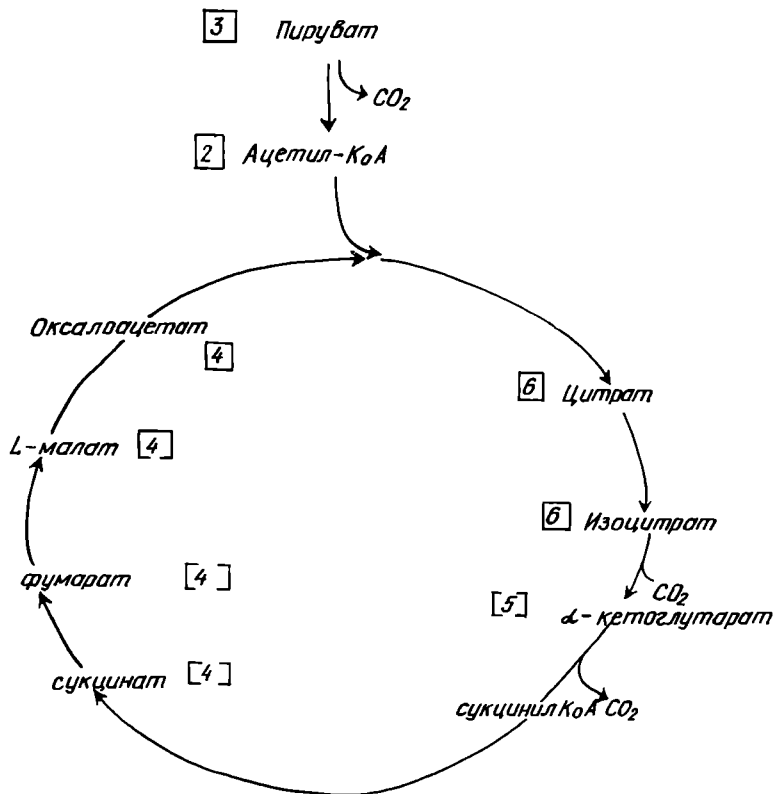 [3] Пируват
CO₂
[2] Ацетил-КоА
Оксалоацетат
[4]
[6] Цитрат
L-малат [4]
[6] Изоцитрат
фумарат [4]
CO₂
[5] α-кетоглутарат
сукцинат [4]
сукцинил КоА CO₂